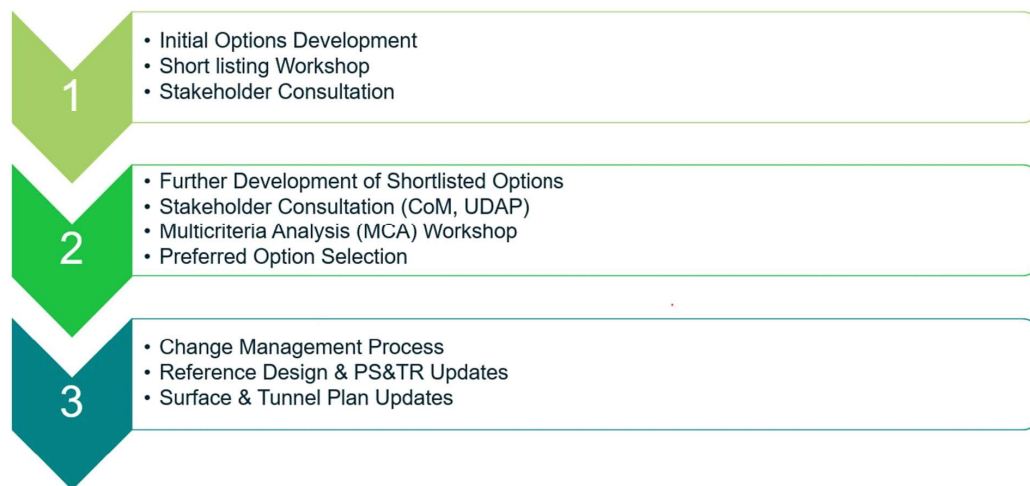 1
• Initial Options Development
• Short listing Workshop
• Stakeholder Consultation
2
• Further Development of Shortlisted Options
• Stakeholder Consultation (CoM, UDAP)
• Multicriteria Analysis (MCA) Workshop
• Preferred Option Selection
3
• Change Management Process
• Reference Design & PS&TR Updates
• Surface & Tunnel Plan Updates